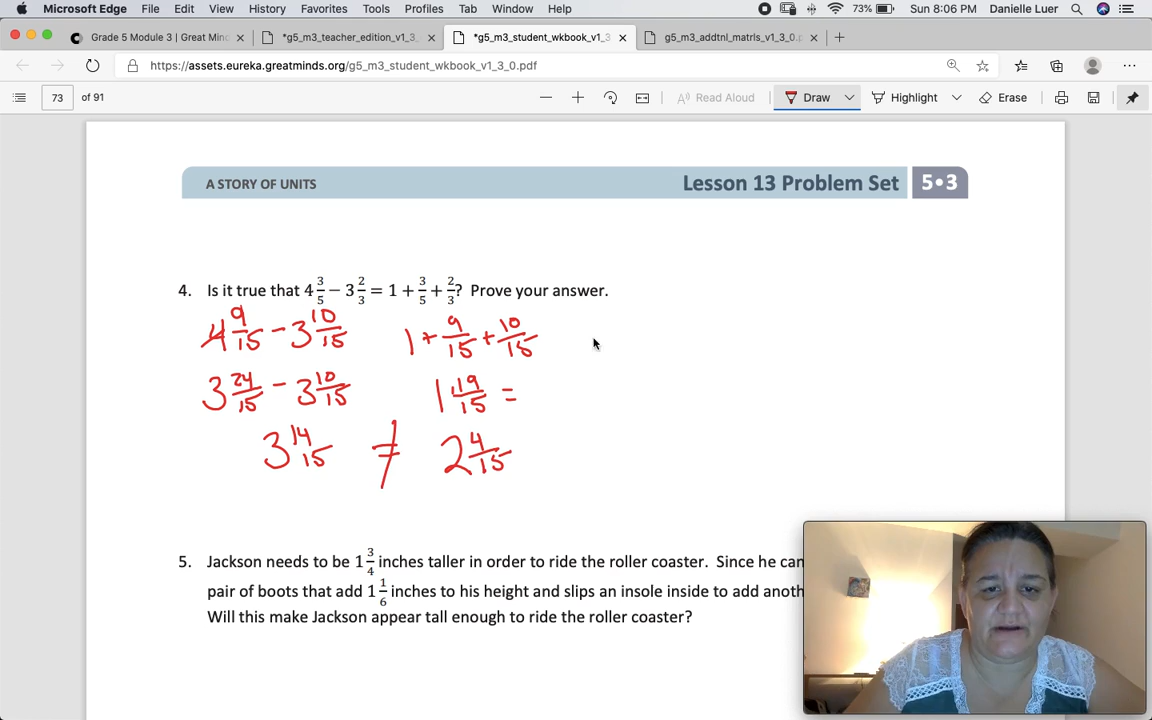 Microsoft Edge File Edit View History Favorites Tools Profiles Tab Window Help 73% Sun 8:06 PM Danielle Luer
Grade 5 Module 3 | Great Min *g5_m3_teacher_edition_v1_3_ *g5_m3_student_wkbook_v1_3 g5_m3_addtnl_matrls_v1_3_0.p
https://assets.eureka.greatminds.org/g5_m3_student_wkbook_v1_3_0.pdf
73 of 91 Read Aloud Draw Highlight Erase
A STORY OF UNITS Lesson 13 Problem Set 5•3
4. Is it true that 4 3/5 − 3 2/3 = 1 + 3/5 + 2/3? Prove your answer.
4 9/15 - 3 10/15 1 + 9/15 + 10/15
3 24/15 - 3 10/15 1 19/15 =
3 14/15 ≠ 2 4/15
5. Jackson needs to be 1 3/4 inches taller in order to ride the roller coaster. Since he can
pair of boots that add 1 1/6 inches to his height and slips an insole inside to add anoth
Will this make Jackson appear tall enough to ride the roller coaster?